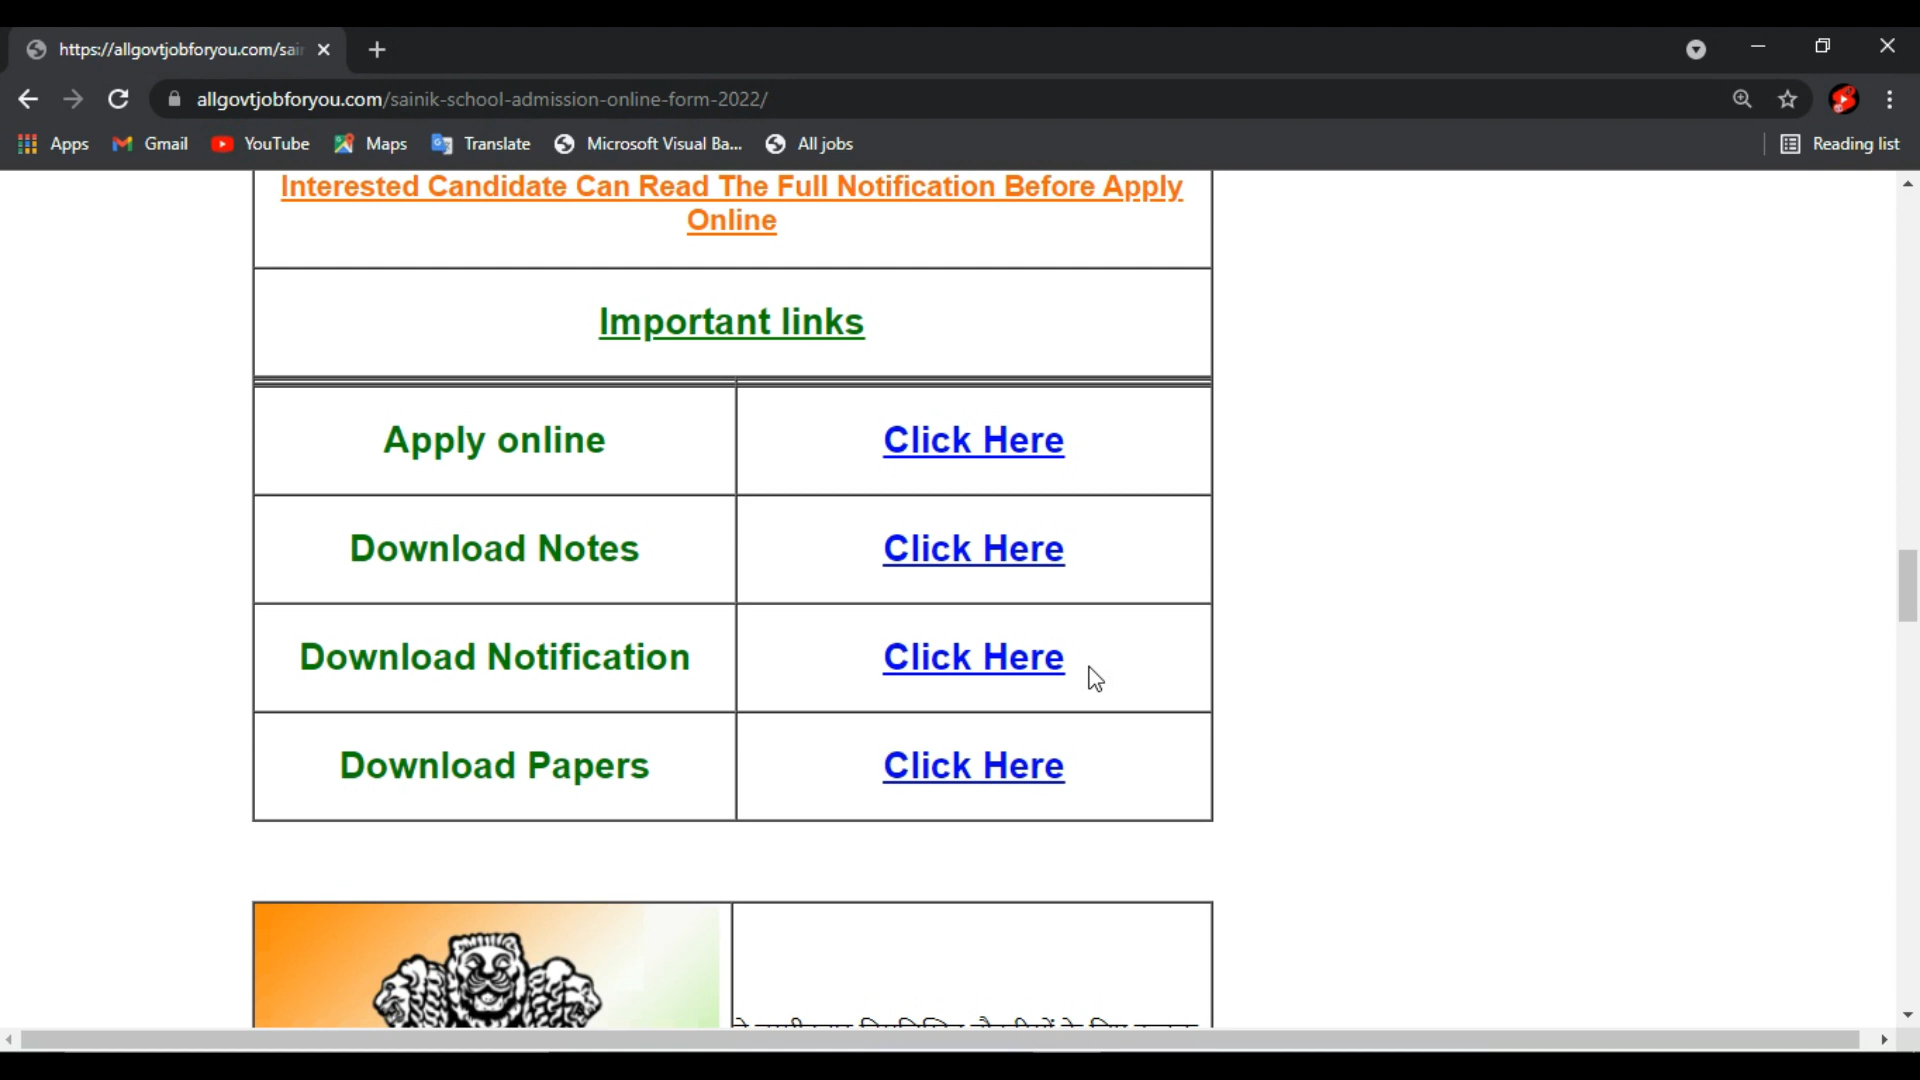 https://allgovtjobforyou.com/sai
allgovtjobforyou.com/sainik-school-admission-online-form-2022/
Apps Gmail YouTube Maps Translate Microsoft Visual Ba... All jobs Reading list
Interested Candidate Can Read The Full Notification Before Apply
Online
Important links
Apply online Click Here
Download Notes Click Here
Download Notification Click Here
Download Papers Click Here